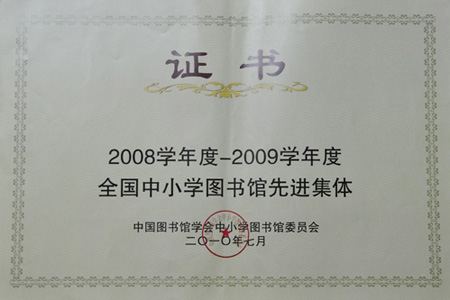 证书
2008学年度-2009学年度
全国中小学图书馆先进集体
中国图书馆学会中小学图书馆委员会
二〇一〇年七月